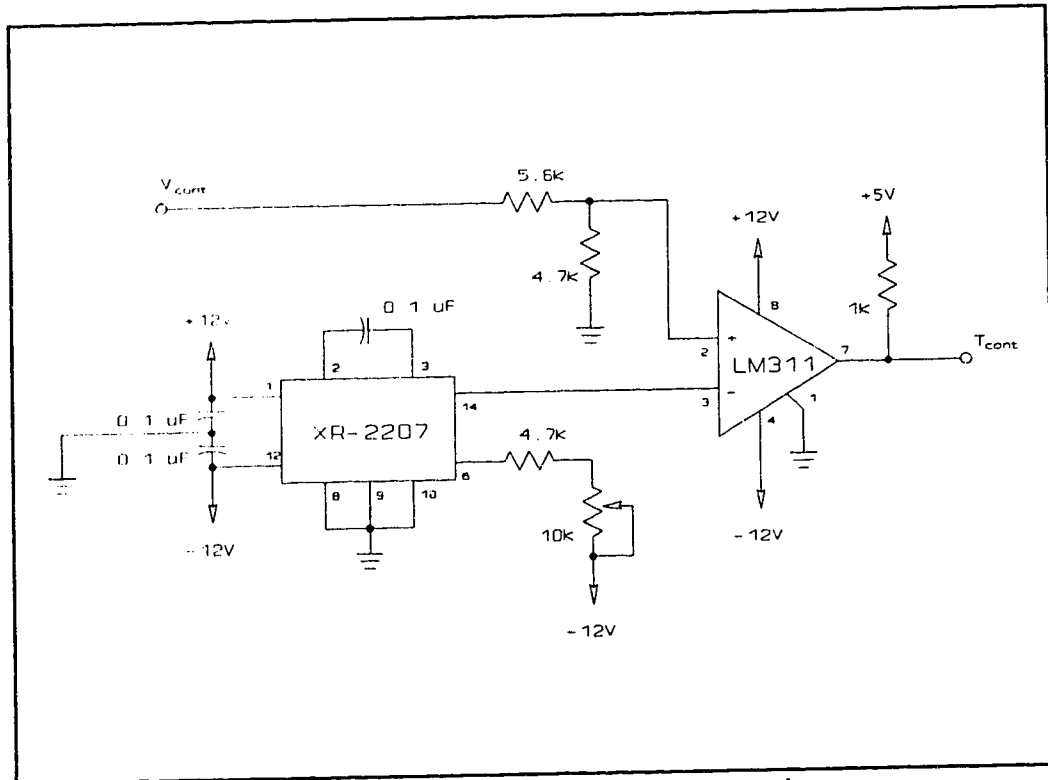 V_cont
5.6K
+5V
+12V
4.7K
0 1 uF
8
1K
+12V
2
3
+
2
7
T_cont
LM311
1
14
3
-
1
0 1 uF
XR-2207
4
0 1 uF
12
4.7K
6
8
9
10
10K
-12V
-12V
-12V